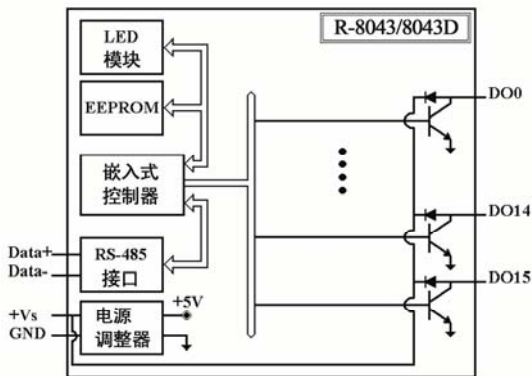 R-8043/8043D
LED
模块
EEPROM
嵌入式
控制器
RS-485
接口
Data+
Data-
+Vs
GND
电源
调整器
+5V
DO0
DO14
DO15